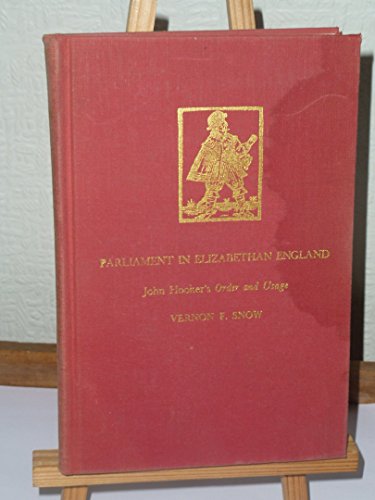 PARLIAMENT IN ELIZABETHAN ENGLAND
John Hooker's Order and Usage
VERNON F. SNOW